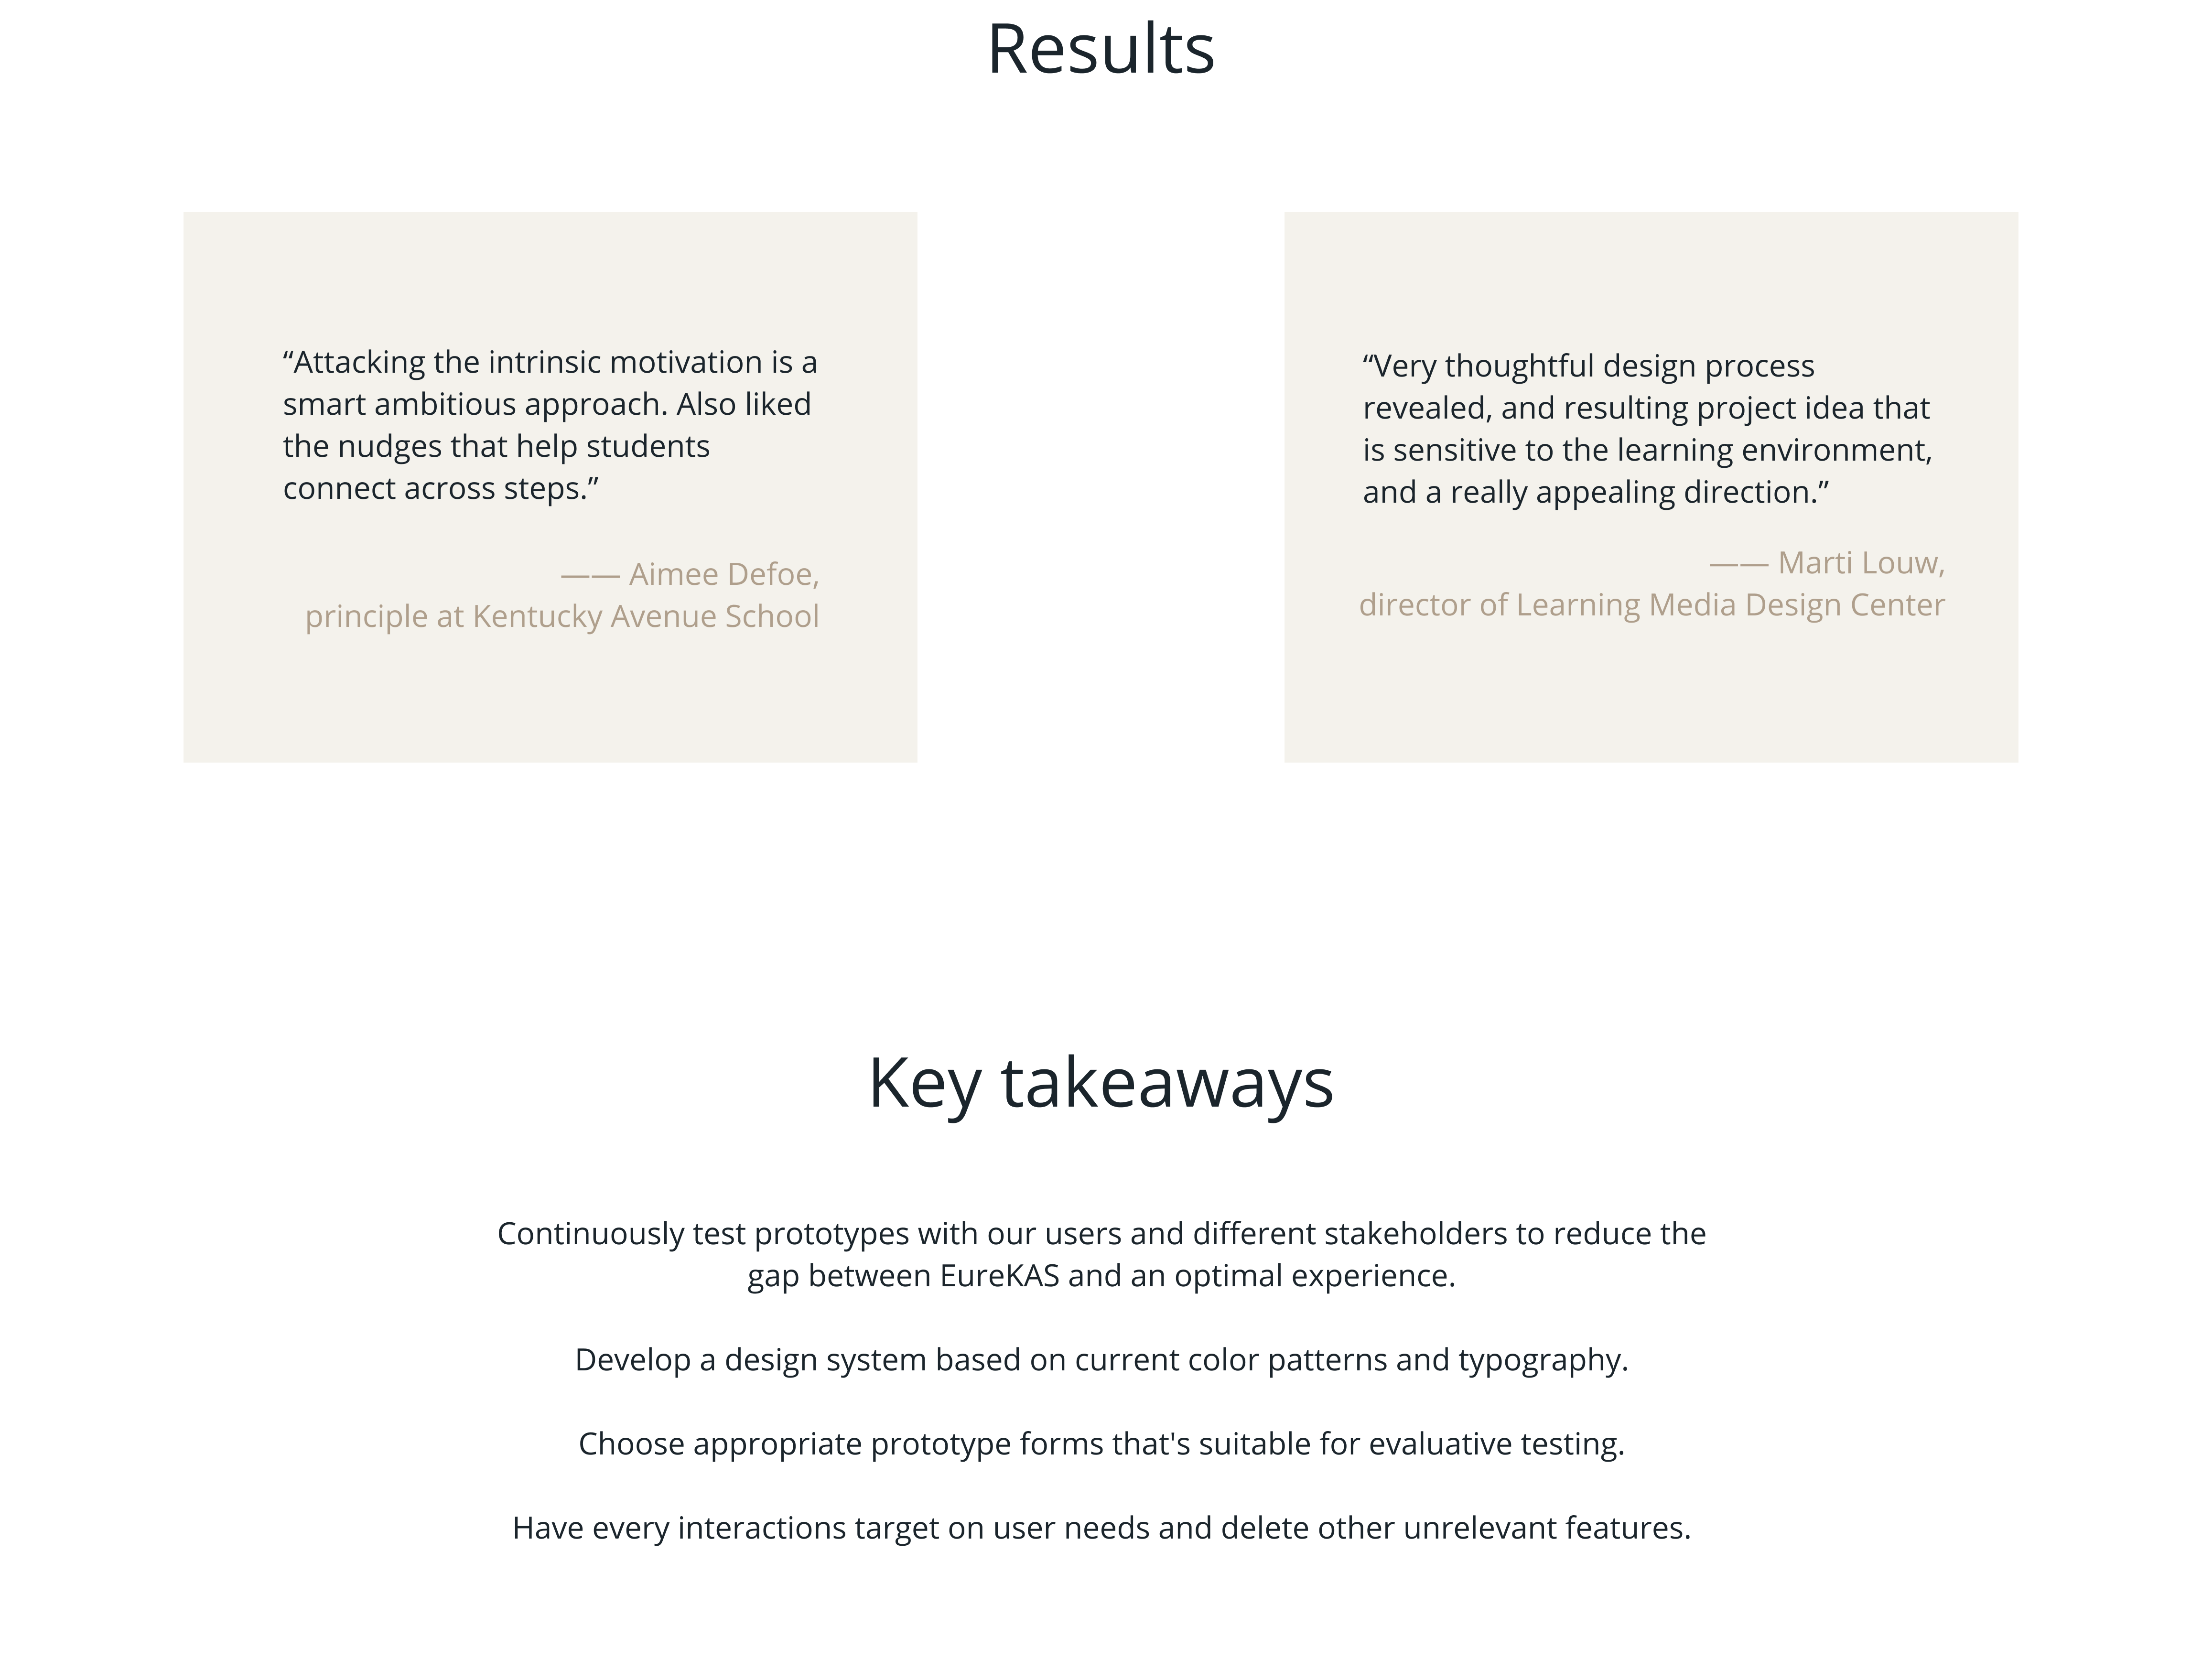 Results
“Attacking the intrinsic motivation is a
smart ambitious approach. Also liked
the nudges that help students
connect across steps.”
—— Aimee Defoe,
principle at Kentucky Avenue School
“Very thoughtful design process
revealed, and resulting project idea that
is sensitive to the learning environment,
and a really appealing direction.”
—— Marti Louw,
director of Learning Media Design Center
Key takeaways
Continuously test prototypes with our users and different stakeholders to reduce the
gap between EureKAS and an optimal experience.
Develop a design system based on current color patterns and typography.
Choose appropriate prototype forms that's suitable for evaluative testing.
Have every interactions target on user needs and delete other unrelevant features.